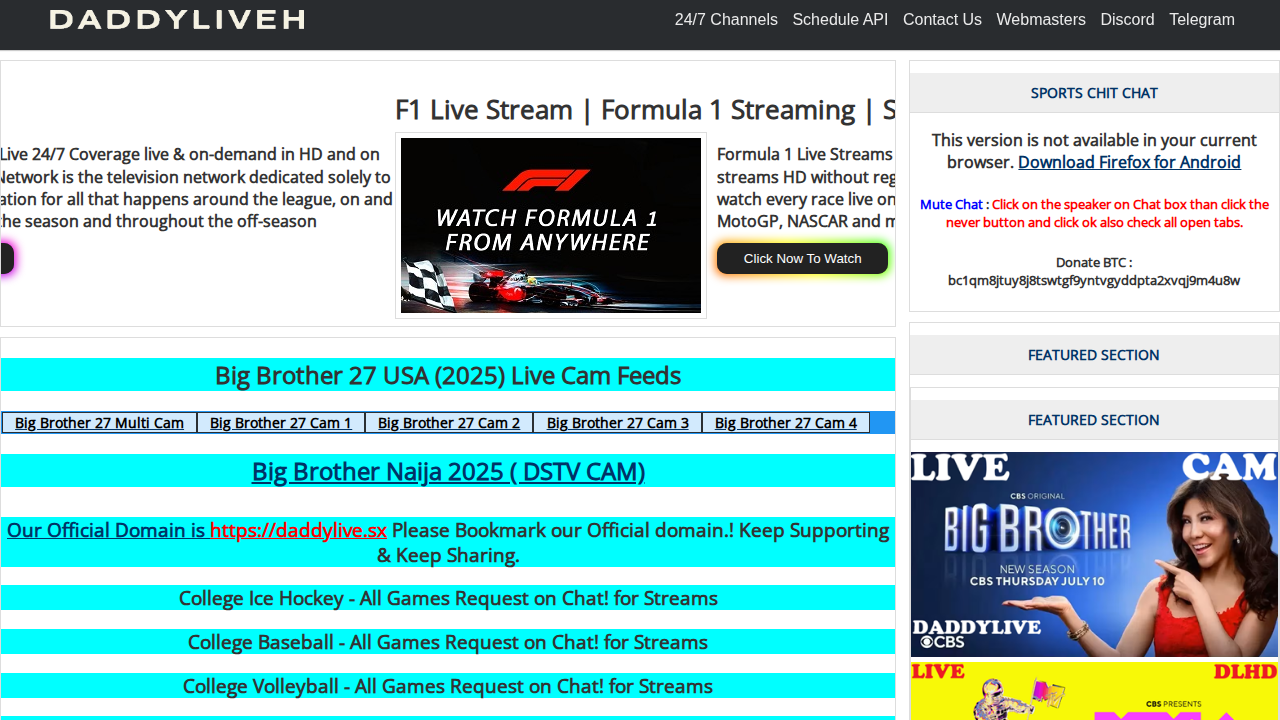 DADDYLIVEH
24/7 Channels Schedule API Contact Us Webmasters Discord Telegram
F1 Live Stream | Formula 1 Streaming | S
Live 24/7 Coverage live & on-demand in HD and on
Network is the television network dedicated solely to
ation for all that happens around the league, on and
the season and throughout the off-season
WATCH FORMULA 1
FROM ANYWHERE
Formula 1 Live Streams
streams HD without reg
watch every race live on
MotoGP, NASCAR and m
Click Now To Watch
Big Brother 27 USA (2025) Live Cam Feeds
Big Brother 27 Multi Cam Big Brother 27 Cam 1 Big Brother 27 Cam 2 Big Brother 27 Cam 3 Big Brother 27 Cam 4
Big Brother Naija 2025 ( DSTV CAM)
Our Official Domain is https://daddylive.sx Please Bookmark our Official domain.! Keep Supporting
& Keep Sharing.
College Ice Hockey - All Games Request on Chat! for Streams
College Baseball - All Games Request on Chat! for Streams
College Volleyball - All Games Request on Chat! for Streams
SPORTS CHIT CHAT
This version is not available in your current
browser. Download Firefox for Android
Mute Chat : Click on the speaker on Chat box than click the
never button and click ok also check all open tabs.
Donate BTC :
bc1qm8jtuy8j8tswtgf9yntvgyddpta2xvqj9m4u8w
FEATURED SECTION
FEATURED SECTION
LIVE CAM
CBS ORIGINAL
BIG BROTHER
NEW SEASON
CBS THURSDAY JULY 10
DADDYLIVE
CBS
LIVE DLHD
CBS PRESENTS